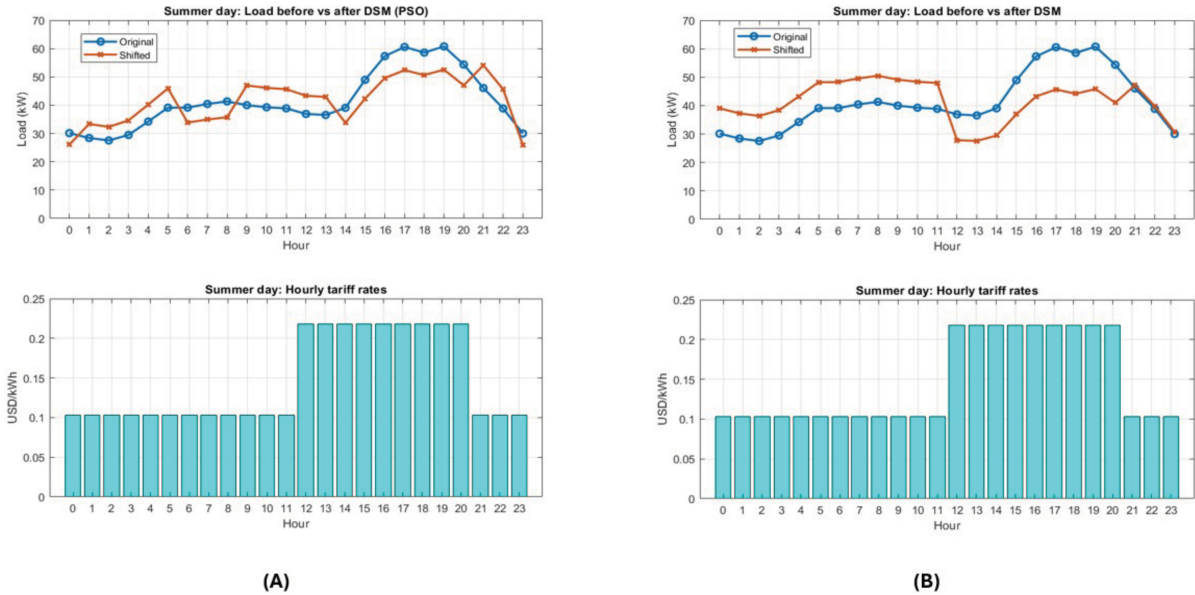 Summer day: Load before vs after DSM (PSO)
Original
Shifted
Load (kW)
70
60
50
40
30
20
10
0
0 1 2 3 4 5 6 7 8 9 10 11 12 13 14 15 16 17 18 19 20 21 22 23
Hour
Summer day: Hourly tariff rates
USD/kWh
0.25
0.2
0.15
0.1
0.05
0
0 1 2 3 4 5 6 7 8 9 10 11 12 13 14 15 16 17 18 19 20 21 22 23
Hour
(A)
Summer day: Load before vs after DSM
Original
Shifted
Load (kW)
70
60
50
40
30
20
10
0
0 1 2 3 4 5 6 7 8 9 10 11 12 13 14 15 16 17 18 19 20 21 22 23
Hour
Summer day: Hourly tariff rates
USD/kWh
0.25
0.2
0.15
0.1
0.05
0
0 1 2 3 4 5 6 7 8 9 10 11 12 13 14 15 16 17 18 19 20 21 22 23
Hour
(B)